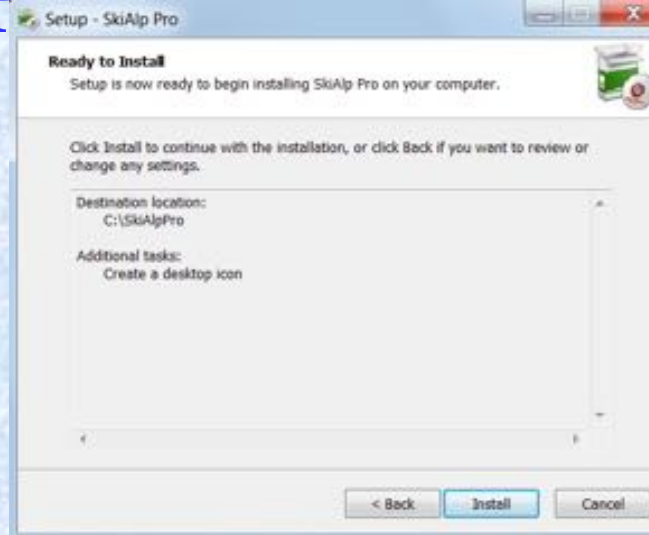 Setup - SkiAlp Pro
Ready to Install
Setup is now ready to begin installing SkiAlp Pro on your computer.
Click Install to continue with the installation, or click Back if you want to review or
change any settings.
Destination location:
C:\SkiAlpPro
Additional tasks:
Create a desktop icon
< Back
Install
Cancel